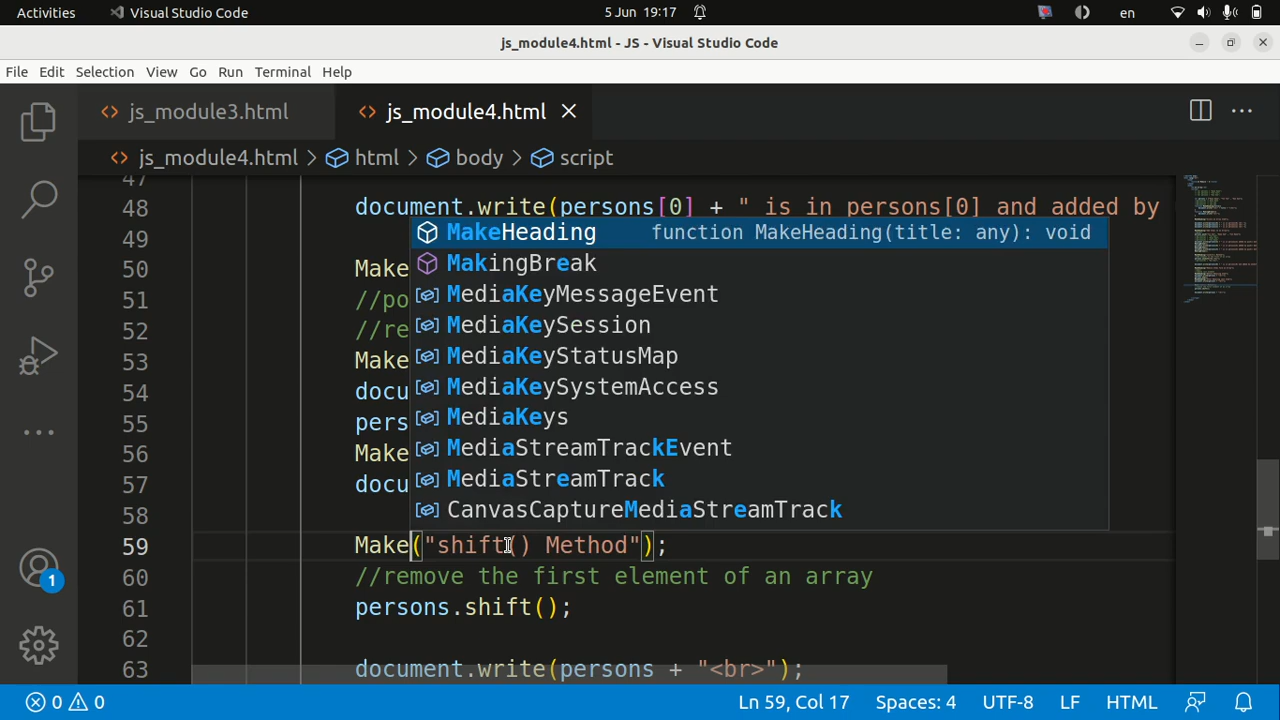 Activities Visual Studio Code 5 Jun 19:17 en
js_module4.html - JS - Visual Studio Code
File Edit Selection View Go Run Terminal Help
js_module3.html js_module4.html
js_module4.html > html > body > script
47
48 document.write(persons[0] + " is in persons[0] and added by
MakeHeading function MakeHeading(title: any): void
49
MakingBreak
50 Make
MediaKeyMessageEvent
51 //po
MediaKeySession
52 //re
MediaKeyStatusMap
53 Make
MediaKeySystemAccess
54 docu
MediaKeys
55 pers
MediaStreamTrackEvent
56 Make
MediaStreamTrack
57 docu
CanvasCaptureMediaStreamTrack
58
59 Make("shift() Method");
60 //remove the first element of an array
61 persons.shift();
62
63 document.write(persons + "<br>");
1
0 0 Ln 59, Col 17 Spaces: 4 UTF-8 LF HTML